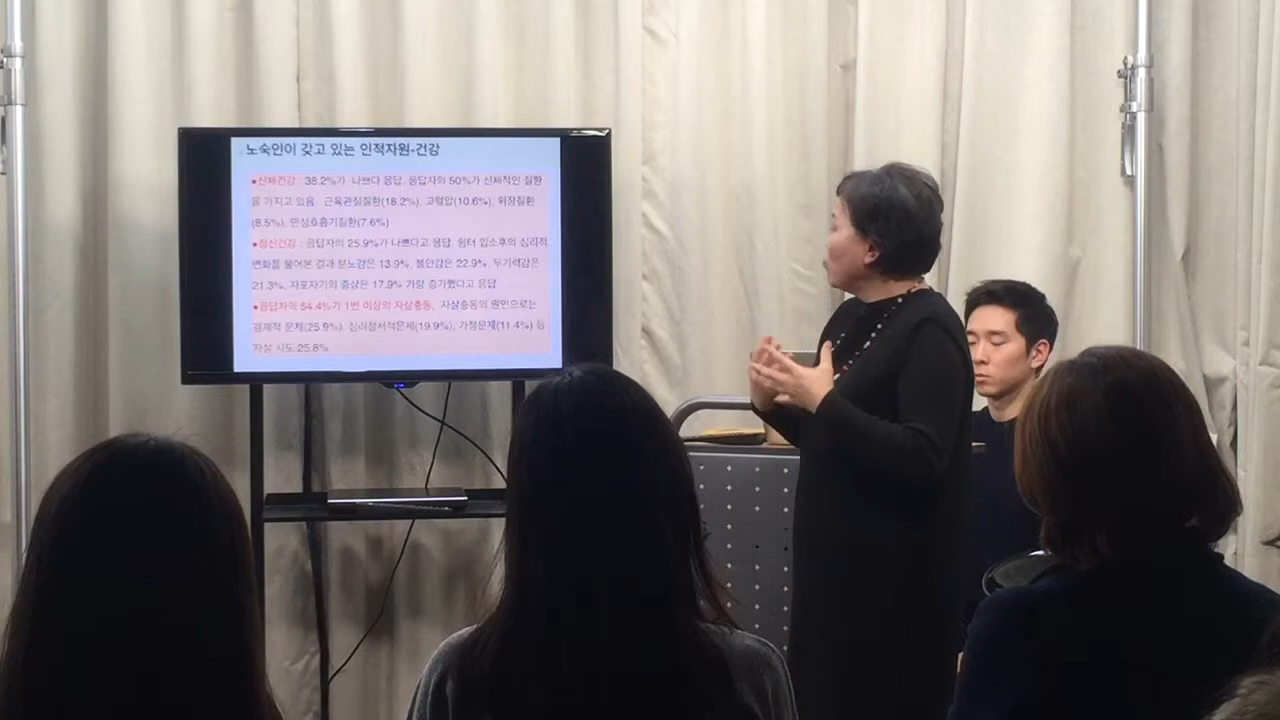 노숙인이 갖고 있는 인적자원-건강
●신체건강 : 38.2%가 나쁘다 응답. 응답자의 50%가 신체적인 질환
을 가지고 있음. 근육관절질환(18.2%), 고혈압(10.6%), 위장질환
(8.5%), 만성호흡기질환(7.6%)
●정신건강 : 응답자의 25.9%가 나쁘다고 응답. 쉼터 입소후의 심리적
변화를 물어본 결과 분노감은 13.9%, 불안감은 22.9%, 무기력감은
21.3%, 자포자기의 증상은 17.9% 가량 증가했다고 응답
●응답자의 54.4%가 1번 이상의 자살충동, 자살충동의 원인으로는
경제적 문제(25.9%), 심리정서적문제(19.9%), 가정문제(11.4%) 등
자살 시도 25.8%